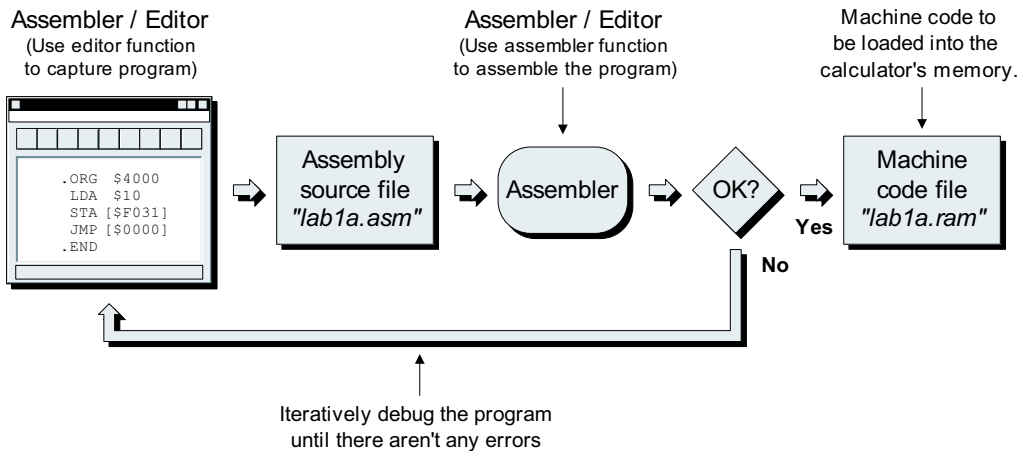 Assembler / Editor
(Use editor function
to capture program)
.ORG $4000
LDA $10
STA [$F031]
JMP [$0000]
.END
Assembly
source file
"lab1a.asm"
Assembler / Editor
(Use assembler function
to assemble the program)
Assembler
OK?
Yes
No
Machine code to
be loaded into the
calculator's memory.
Machine
code file
"lab1a.ram"
Iteratively debug the program
until there aren't any errors